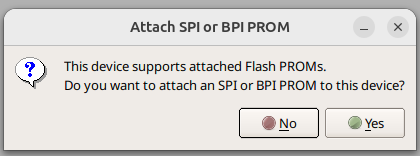 Attach SPI or BPI PROM
This device supports attached Flash PROMs.
Do you want to attach an SPI or BPI PROM to this device?
No
Yes